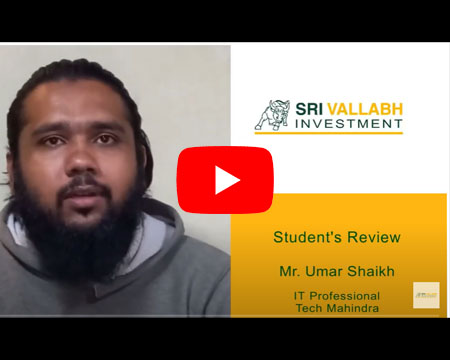 SRI VALLABH
INVESTMENT
Student's Review
Mr. Umar Shaikh
IT Professional
Tech Mahindra